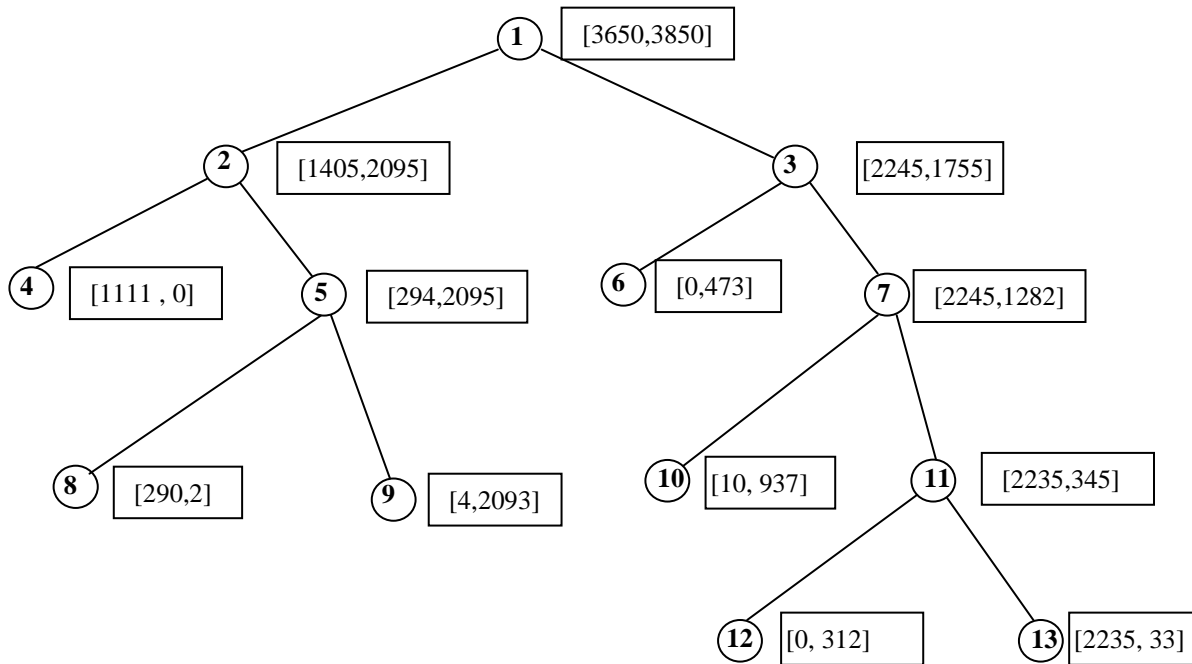 1 [3650,3850]
2 [1405,2095] 3 [2245,1755]
4 [1111 , 0] 5 [294,2095] 6 [0,473] 7 [2245,1282]
8 [290,2] 9 [4,2093] 10 [10, 937] 11 [2235,345]
12 [0, 312] 13 [2235, 33]